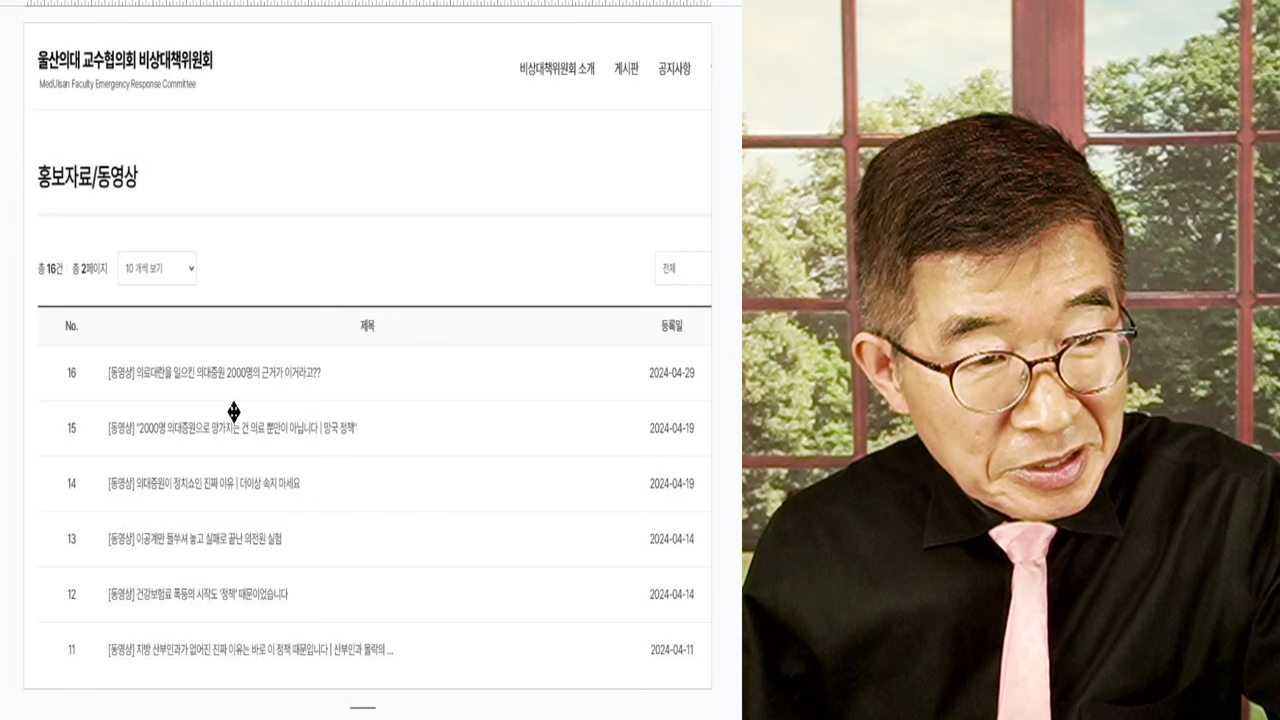 울산의대 교수협의회 비상대책위원회
MedUlsan Faculty Emergency Response Committee
비상대책위원회 소개 게시판 공지사항
홍보자료/동영상
총 16건 총 2페이지 10 개씩 보기 전체
No. 제목 등록일
16 [동영상] 의료대란을 일으킨 의대증원 2000명의 근거가 이거라고?? 2024-04-29
15 [동영상] "2000명 의대증원으로 망가지는 건 의료 뿐만이 아닙니다 | 망국 정책" 2024-04-19
14 [동영상] 의대증원이 정치쇼인 진짜 이유 | 더이상 속지 마세요 2024-04-19
13 [동영상] 이공계만 들쑤셔 놓고 실패로 끝난 의전원 실험 2024-04-14
12 [동영상] 건강보험료 폭등의 시작도 '정책' 때문이었습니다 2024-04-14
11 [동영상] 지방 산부인과가 없어진 진짜 이유는 바로 이 정책 때문입니다 | 산부인과 몰락의 ... 2024-04-11